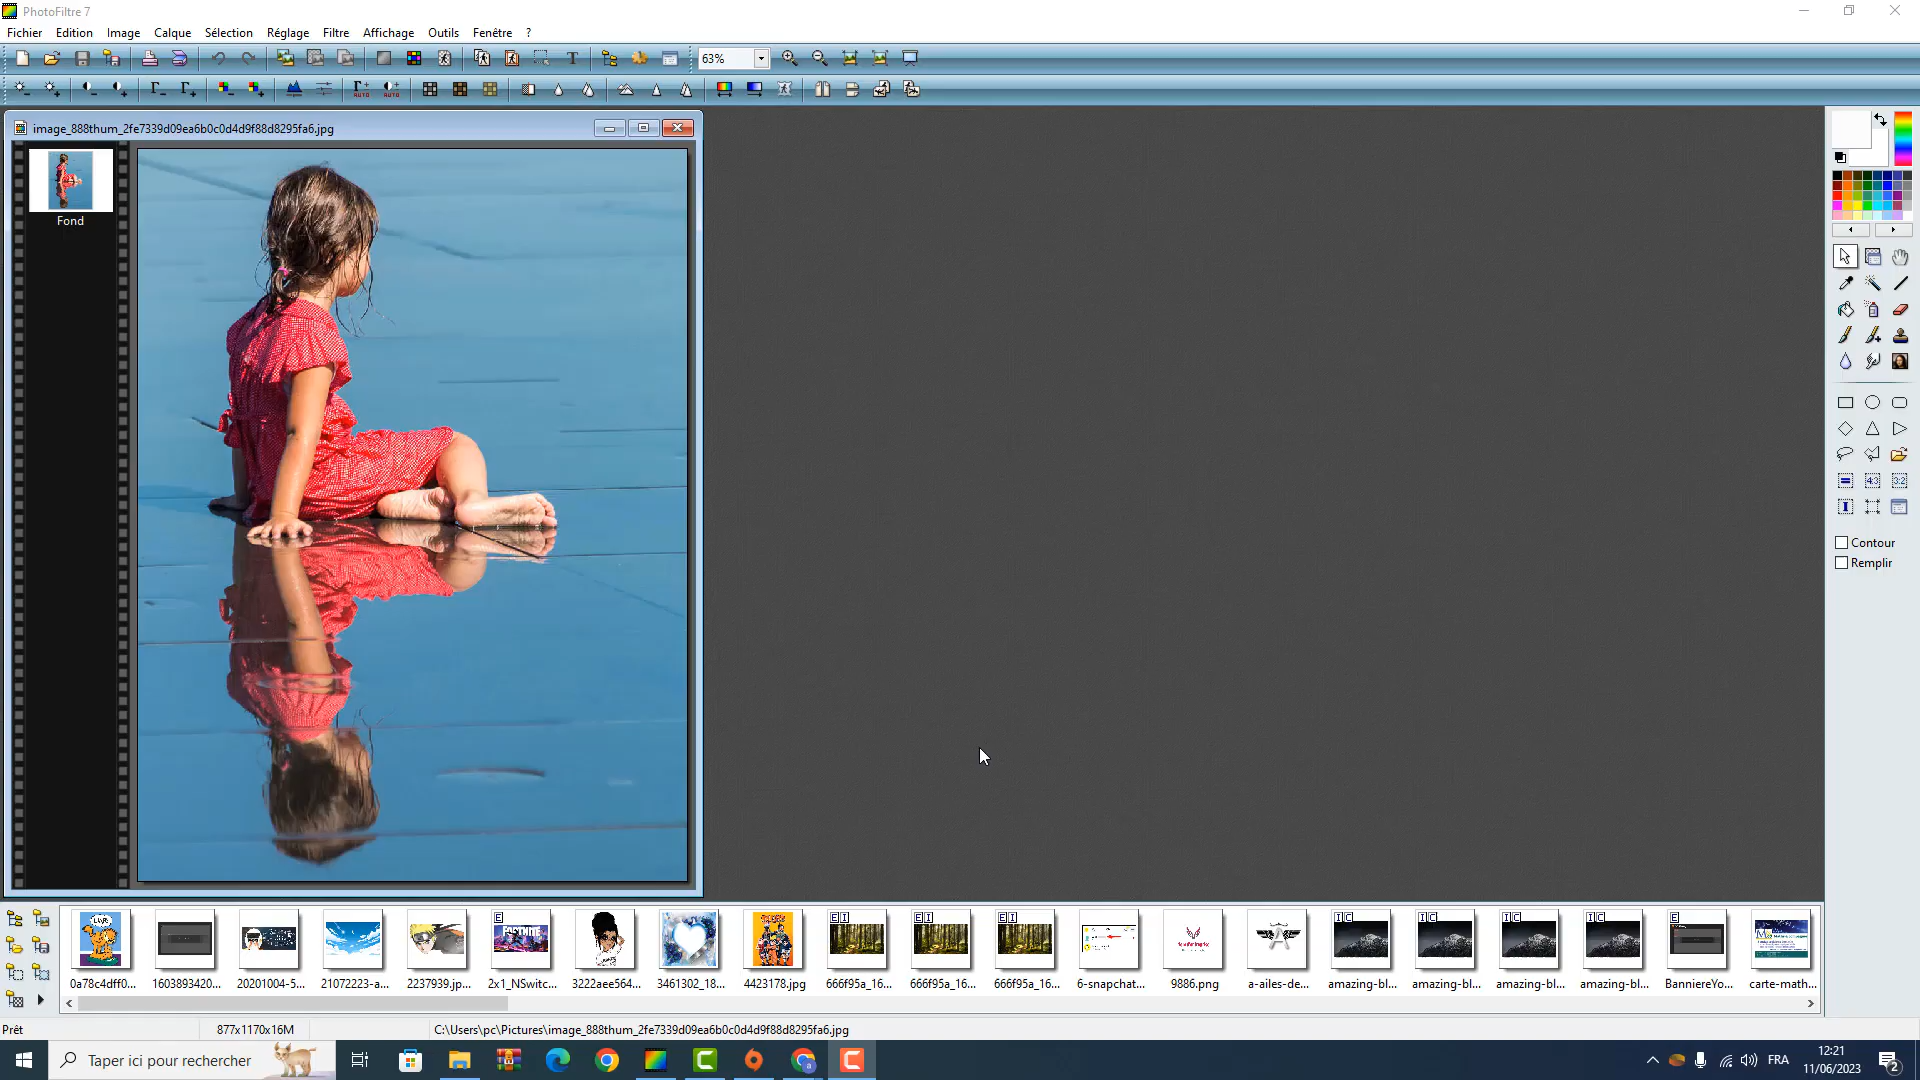 PhotoFiltre 7
Fichier Edition Image Calque Sélection Réglage Filtre Affichage Outils Fenêtre ?
63%
image_888thum_2fe7339d09ea6b0c0d4d9f88d8295fa6.jpg
Fond
Contour
Remplir
0a78c4dff0... 1603893420... 20201004-5... 21072223-a... 2237939.jp... 2x1_NSwitc... 3222aee564... 3461302_18... 4423178.jpg 666f95a_16... 666f95a_16... 666f95a_16... 6-snapchat... 9886.png a-ailes-de... amazing-bl... amazing-bl... amazing-bl... amazing-bl... BanniereYo... carte-math...
Prêt 877x1170x16M C:\Users\pc\Pictures\image_888thum_2fe7339d09ea6b0c0d4d9f88d8295fa6.jpg
Taper ici pour rechercher
FRA
12:21
11/06/2023
2